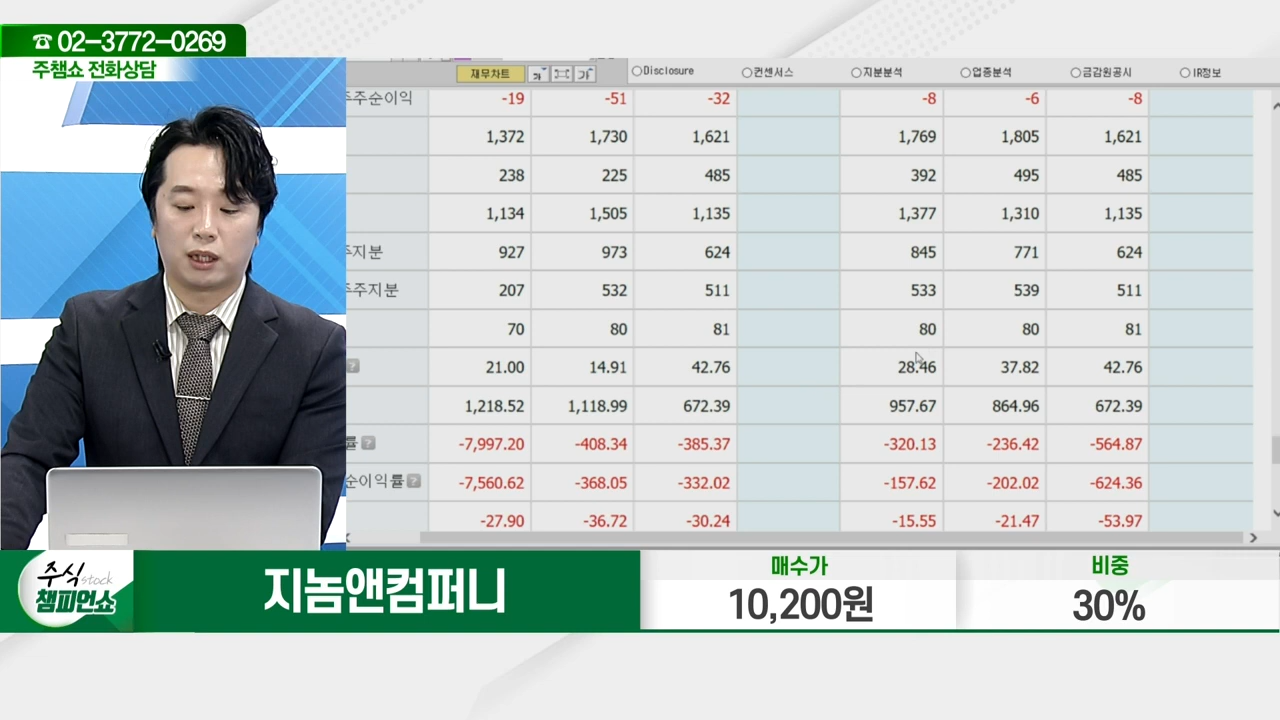 ☎ 02-3772-0269
주챔쇼 전화상담
재무차트
Disclosure 컨센서스 지분분석 업종분석 금감원공시 IR정보
주주순이익 -19 -51 -32 -8 -6 -8
1,372 1,730 1,621 1,769 1,805 1,621
238 225 485 392 495 485
1,134 1,505 1,135 1,377 1,310 1,135
주지분 927 973 624 845 771 624
주주지분 207 532 511 533 539 511
70 80 81 80 80 81
? 21.00 14.91 42.76 28.46 37.82 42.76
1,218.52 1,118.99 672.39 957.67 864.96 672.39
률 ? -7,997.20 -408.34 -385.37 -320.13 -236.42 -564.87
순이익률 ? -7,560.62 -368.05 -332.02 -157.62 -202.02 -624.36
-27.90 -36.72 -30.24 -15.55 -21.47 -53.97
주식 stock
챔피언쇼
지놈앤컴퍼니
매수가
10,200원
비중
30%